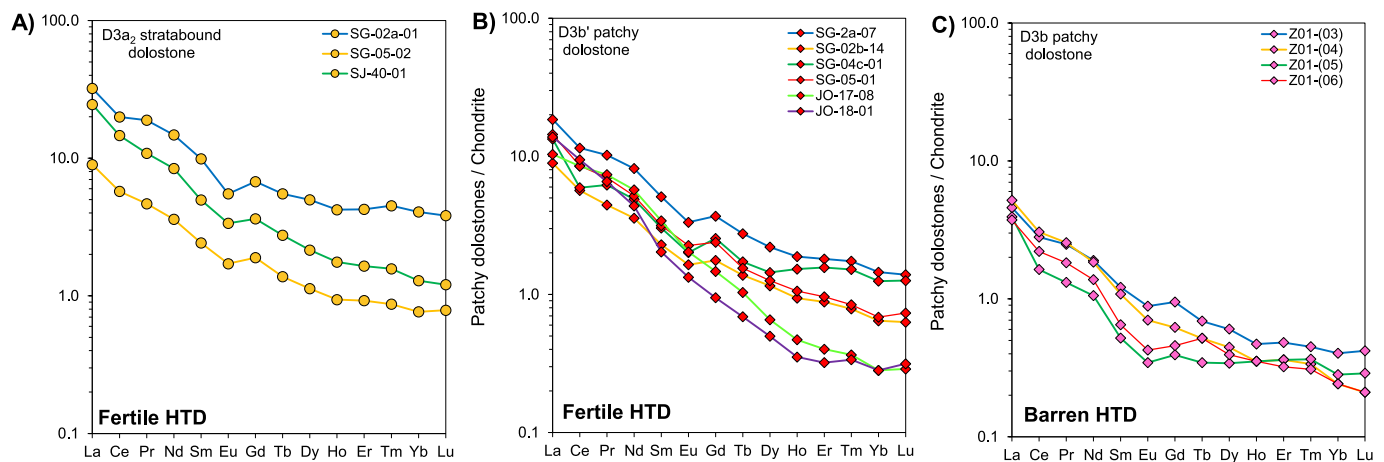 A)
100.0
10.0
1.0
0.1
D3a₂ stratabound
dolostone
SG-02a-01
SG-05-02
SJ-40-01
Fertile HTD
La Ce Pr Nd Sm Eu Gd Tb Dy Ho Er Tm Yb Lu
B)
Patchy dolostones / Chondrite
100.0
10.0
1.0
0.1
D3b' patchy
dolostone
SG-2a-07
SG-02b-14
SG-04c-01
SG-05-01
JO-17-08
JO-18-01
Fertile HTD
La Ce Pr Nd Sm Eu Gd Tb Dy Ho Er Tm Yb Lu
C)
Patchy dolostones / Chondrite
100.0
10.0
1.0
0.1
D3b patchy
dolostone
Z01-(03)
Z01-(04)
Z01-(05)
Z01-(06)
Barren HTD
La Ce Pr Nd Sm Eu Gd Tb Dy Ho Er Tm Yb Lu